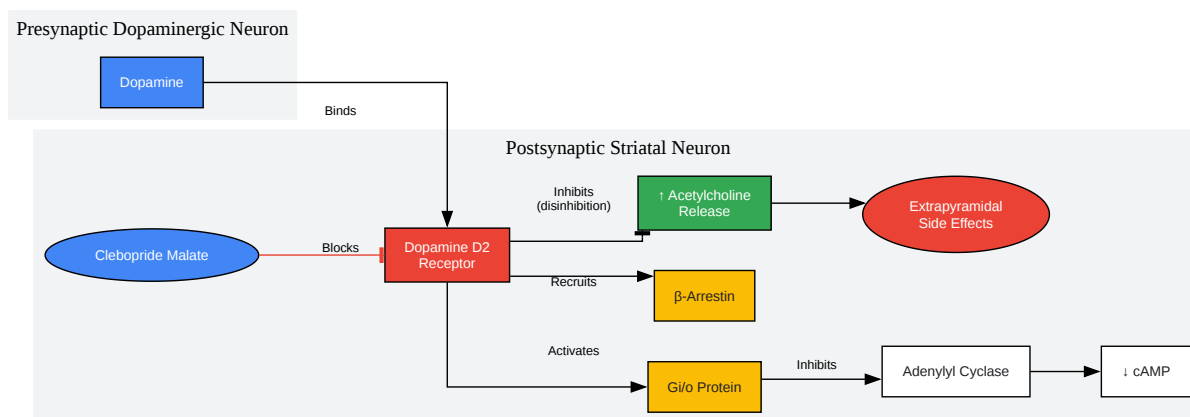 Presynaptic Dopaminergic Neuron
Dopamine
Binds
Postsynaptic Striatal Neuron
Inhibits
(disinhibition)
↑ Acetylcholine
Release
Extrapyramidal
Side Effects
Clebopride Malate
Blocks
Dopamine D2
Receptor
Recruits
β-Arrestin
Activates
Gi/o Protein
Inhibits
Adenylyl Cyclase
↓ cAMP